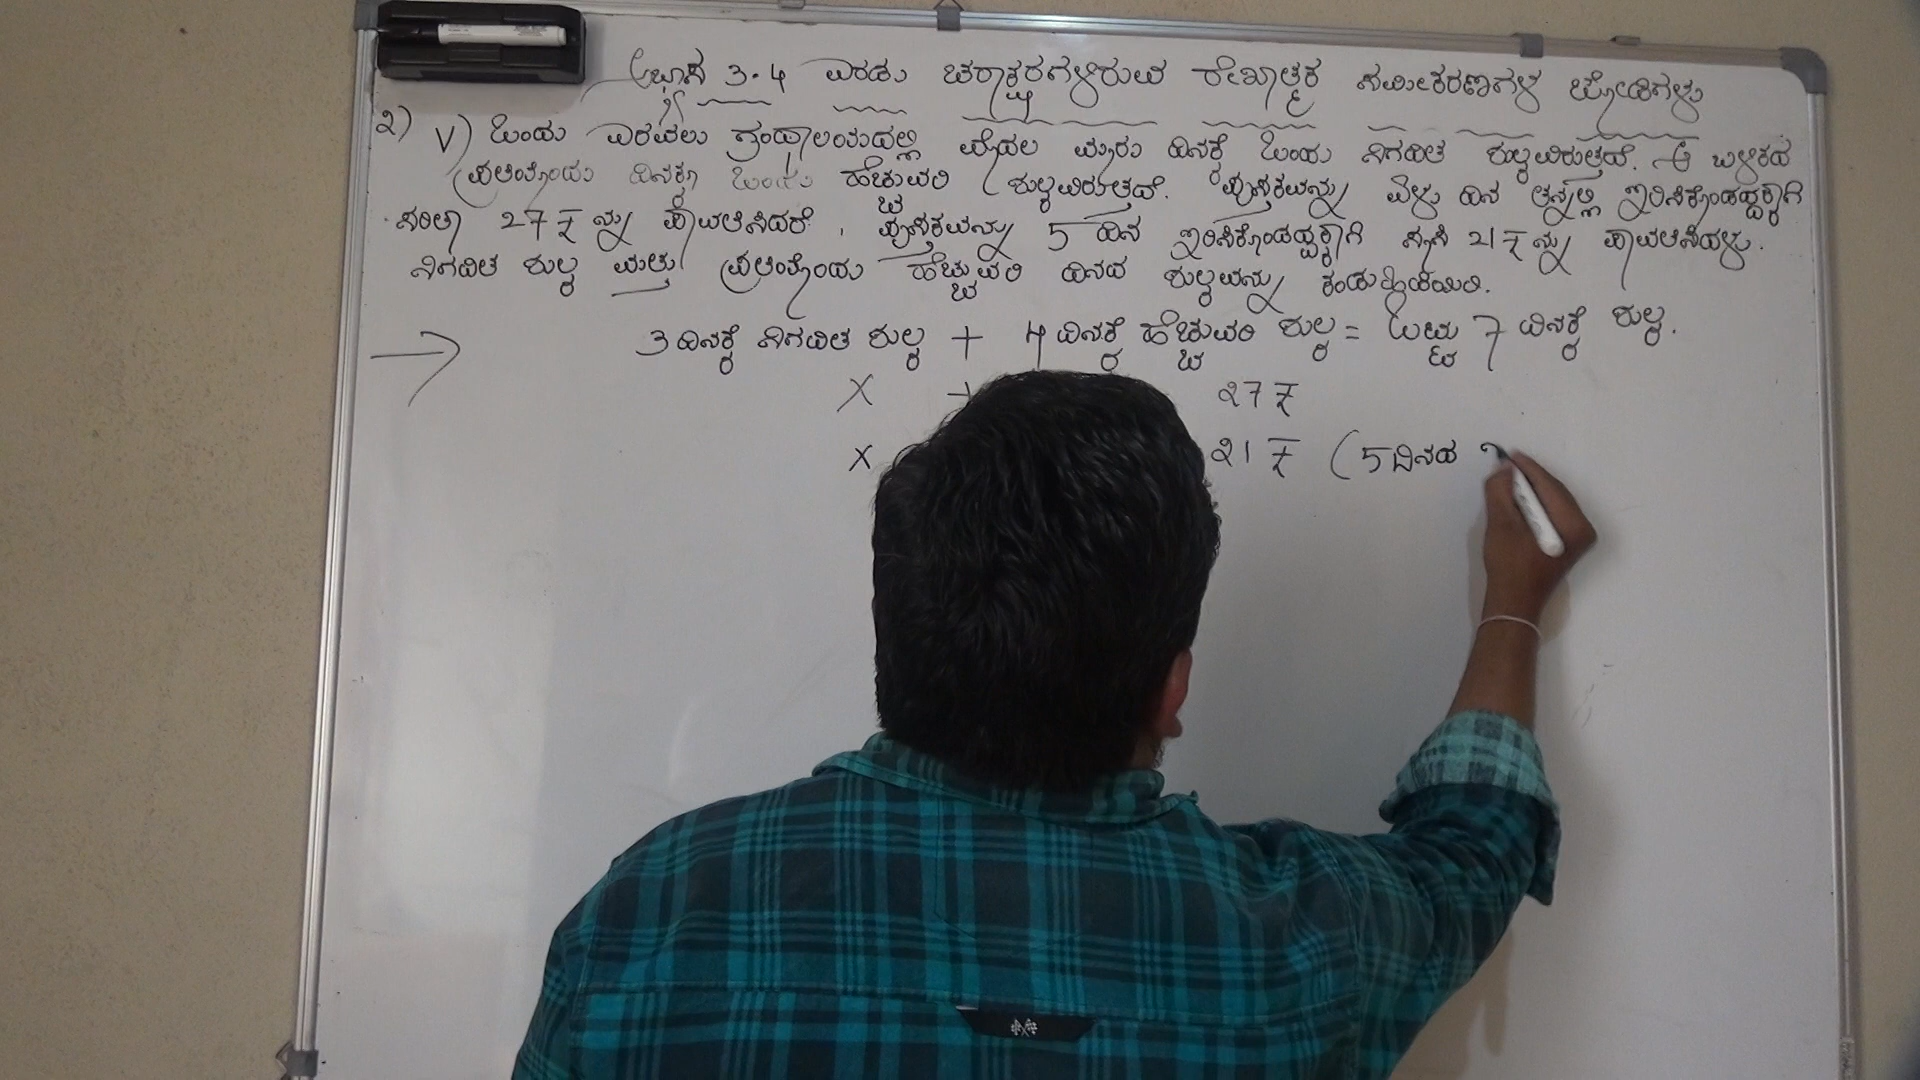 ಅಭ್ಯಾಸ 3.4 ಎರಡು ಚರಾಕ್ಷರಗಳಿರುವ ರೇಖಾತ್ಮಕ ಸಮೀಕರಣಗಳ ಜೋಡಿಗಳು
2) V) ಒಂದು ಎರವಲು ಗ್ರಂಥಾಲಯದಲ್ಲಿ ಮೊದಲ ಮೂರು ದಿನಕ್ಕೆ ಒಂದು ನಿಗದಿತ ಶುಲ್ಕವಿರುತ್ತದೆ. ಆ ಬಳಿಕದ
ಪ್ರತಿಯೊಂದು ದಿನಕ್ಕೂ ಒಂದು ಹೆಚ್ಚುವರಿ ಶುಲ್ಕವಿರುತ್ತದೆ. ಪುಸ್ತಕವನ್ನು ಏಳು ದಿನ ತನ್ನಲ್ಲಿ ಇರಿಸಿಕೊಂಡದ್ದಕ್ಕಾಗಿ
ಸರಿತಾ 27 ₹ ನ್ನು ಪಾವತಿಸಿದರೆ, ಪುಸ್ತಕವನ್ನು 5 ದಿನ ಇರಿಸಿಕೊಂಡದ್ದಕ್ಕಾಗಿ ಸೂಸಿ 21 ₹ ನ್ನು ಪಾವತಿಸಿದಳು.
ನಿಗದಿತ ಶುಲ್ಕ ಮತ್ತು ಪ್ರತಿಯೊಂದು ಹೆಚ್ಚುವರಿ ದಿನದ ಶುಲ್ಕವನ್ನು ಕಂಡುಹಿಡಿಯಿರಿ.
→ 3 ದಿನಕ್ಕೆ ನಿಗದಿತ ಶುಲ್ಕ + 4 ದಿನಕ್ಕೆ ಹೆಚ್ಚುವರಿ ಶುಲ್ಕ = ಒಟ್ಟು 7 ದಿನಕ್ಕೆ ಶುಲ್ಕ.
x + 27 ₹
x 21 ₹ (5 ದಿನದ